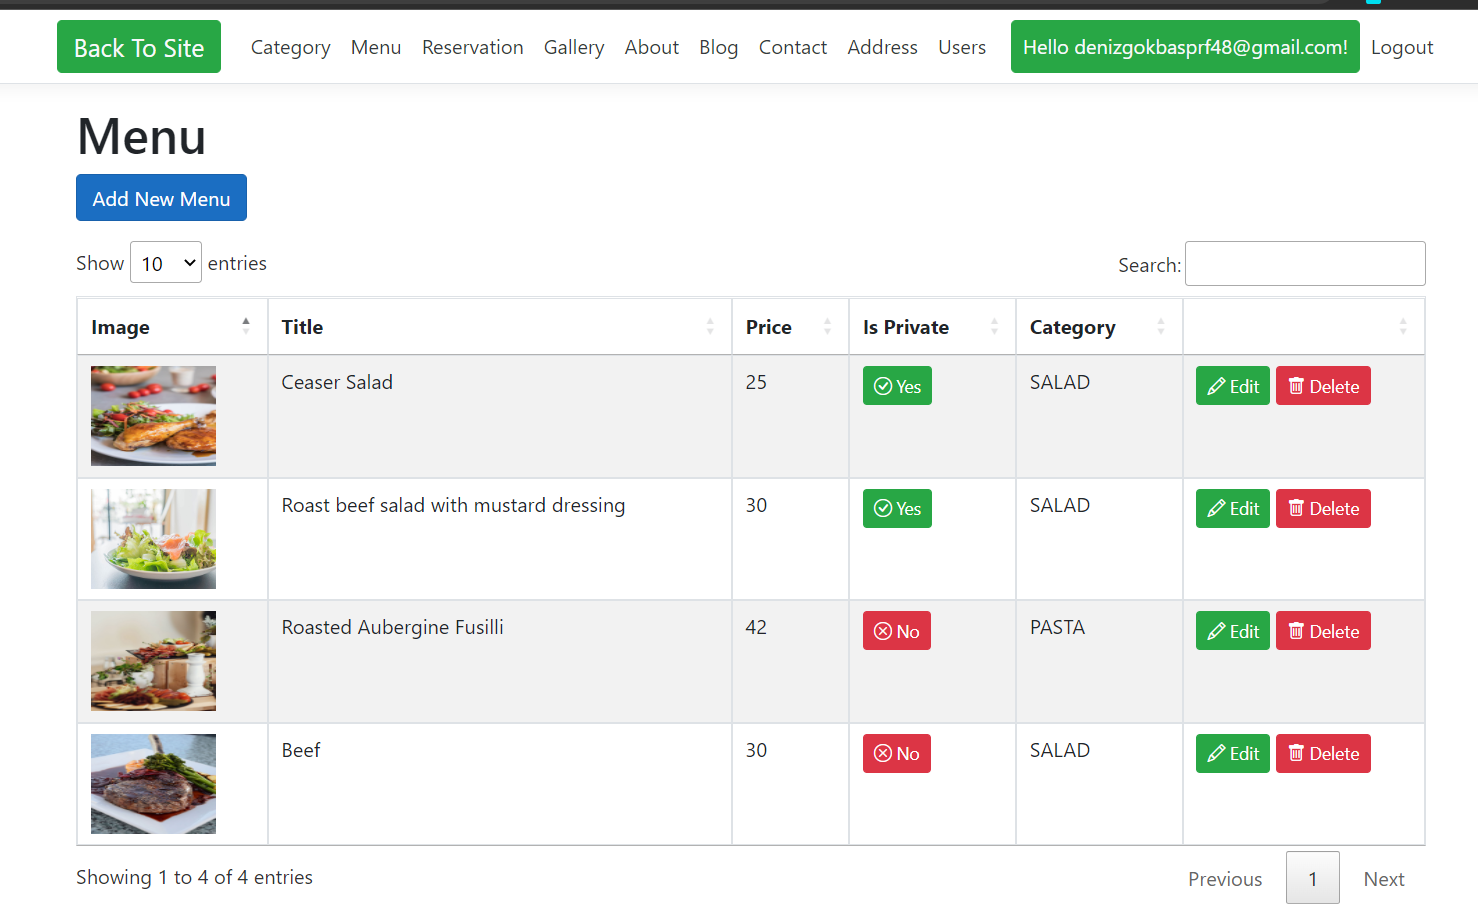 Back To Site Category Menu Reservation Gallery About Blog Contact Address Users Hello denizgokbasprf48@gmail.com! Logout
Menu
Add New Menu
Show 10 entries Search:
Image Title Price Is Private Category
Ceaser Salad 25 Yes SALAD Edit Delete
Roast beef salad with mustard dressing 30 Yes SALAD Edit Delete
Roasted Aubergine Fusilli 42 No PASTA Edit Delete
Beef 30 No SALAD Edit Delete
Showing 1 to 4 of 4 entries Previous 1 Next